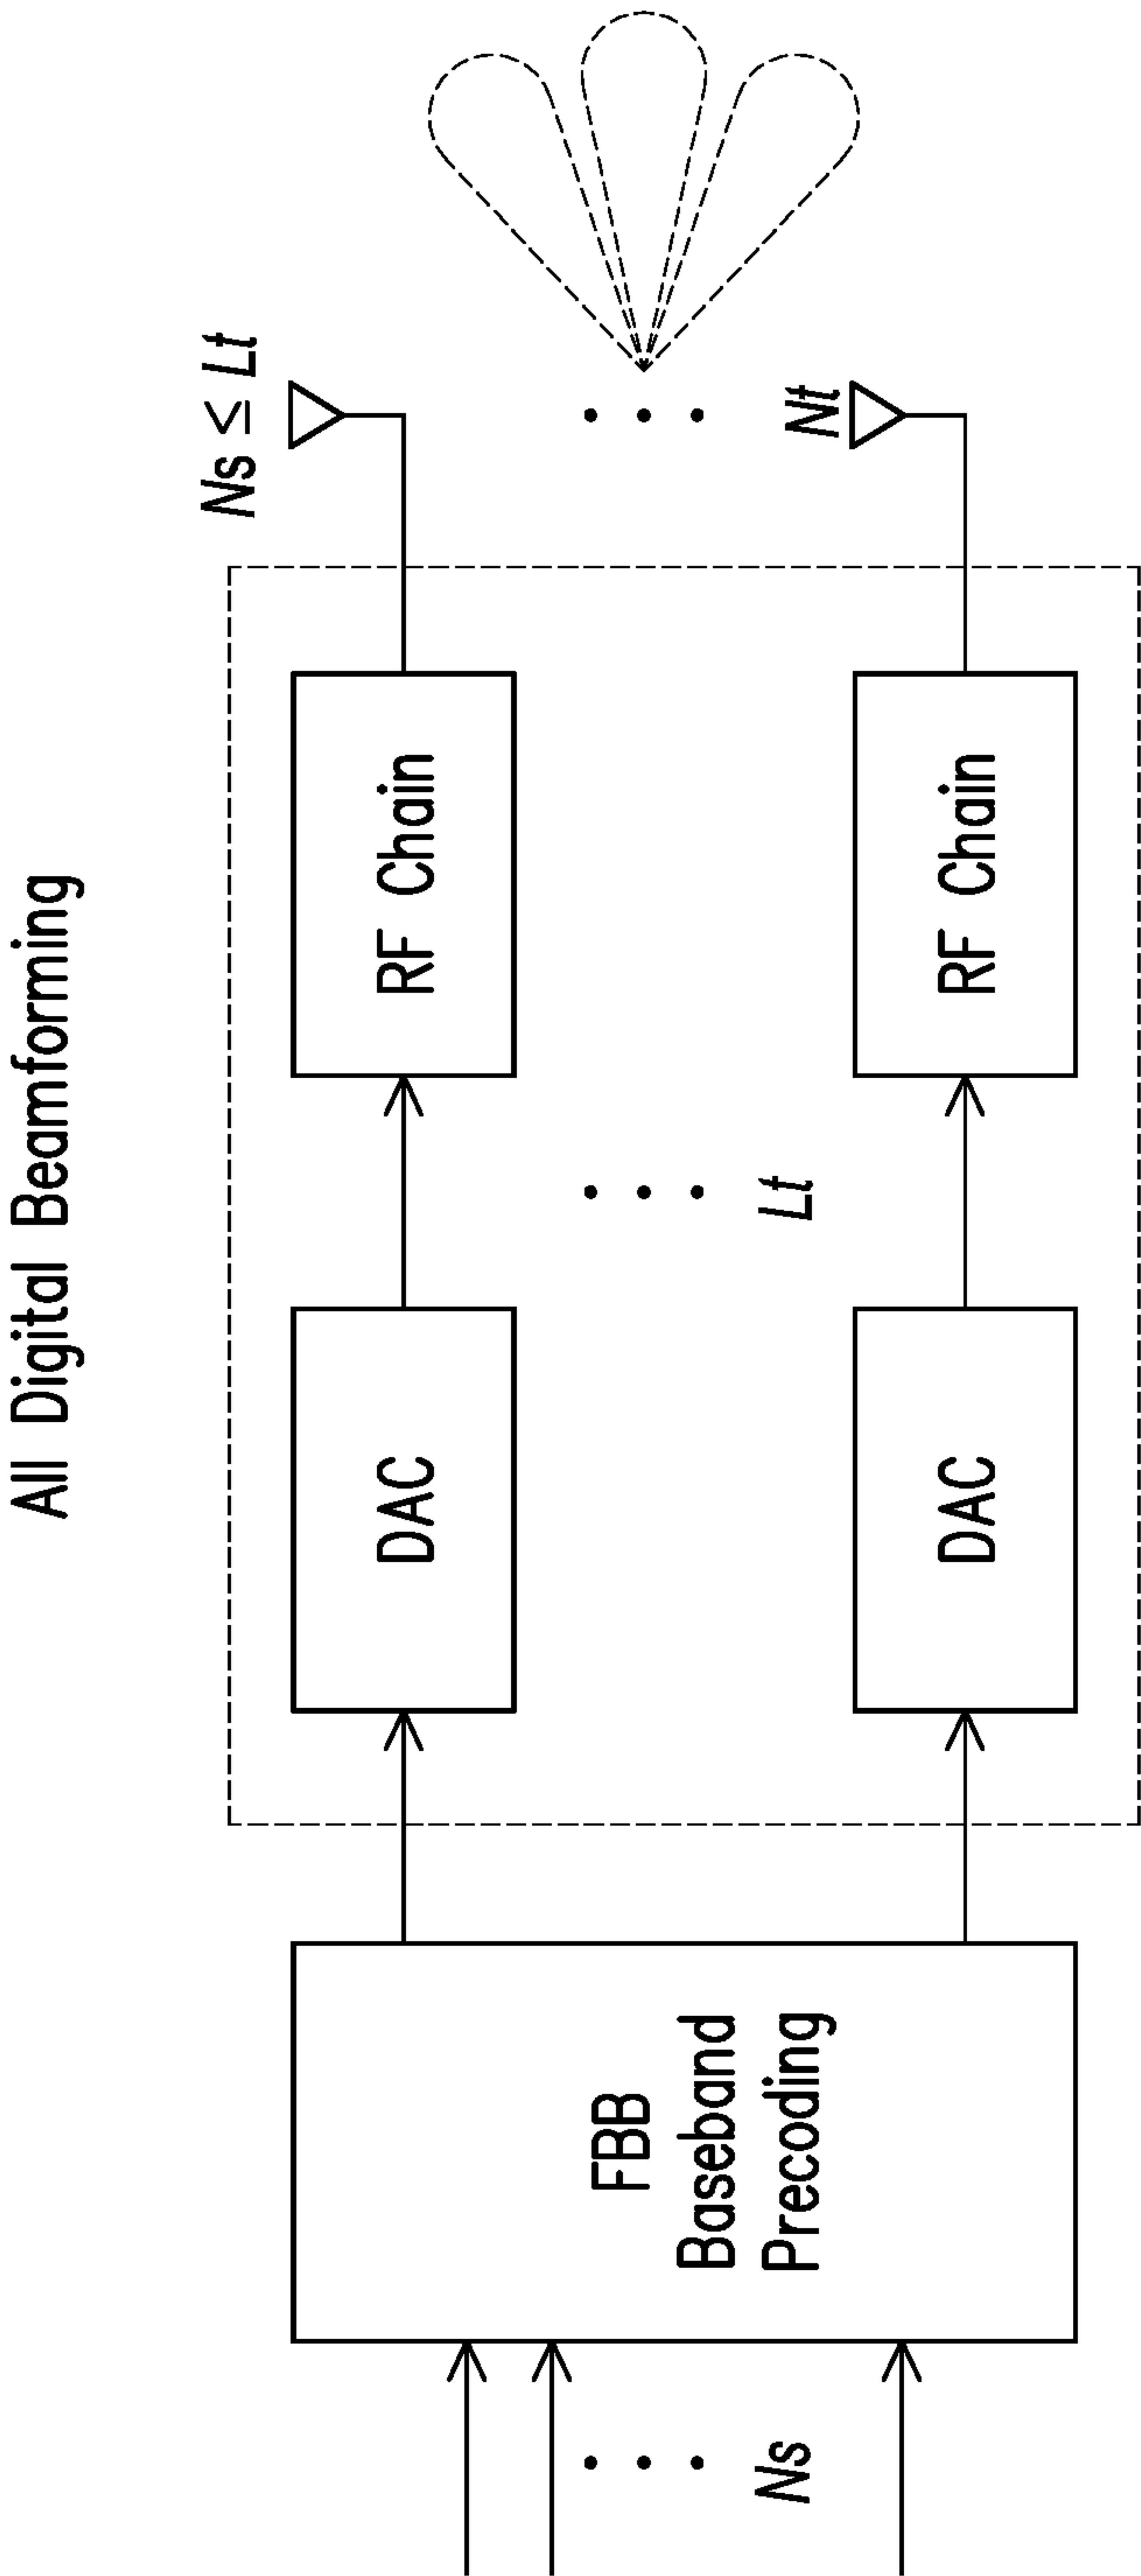 All Digital Beamforming
Ns ≤ Lt
Ns
FBB
Baseband
Precoding
DAC
RF Chain
Lt
DAC
RF Chain
Nt